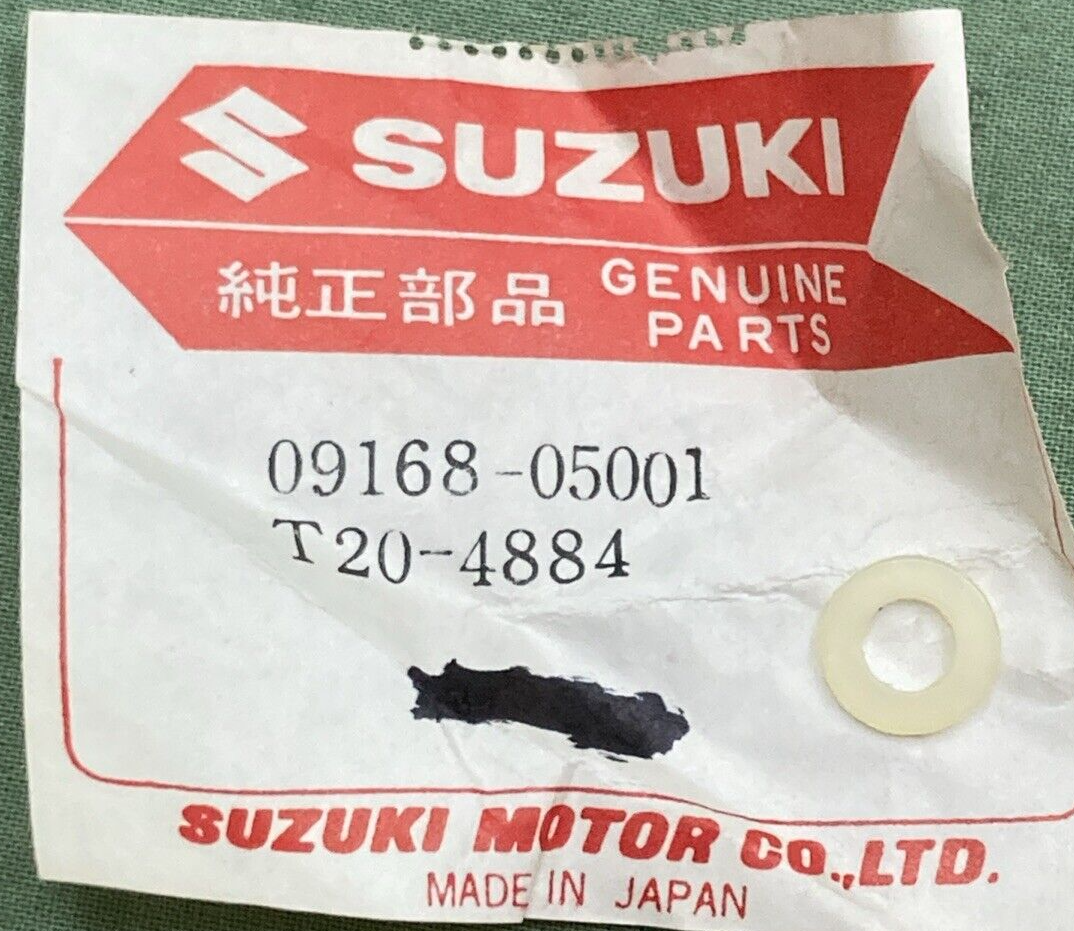 SUZUKI
純正部品 GENUINE PARTS
09168-05001
T20-4884
SUZUKI MOTOR CO.,LTD.
MADE IN JAPAN